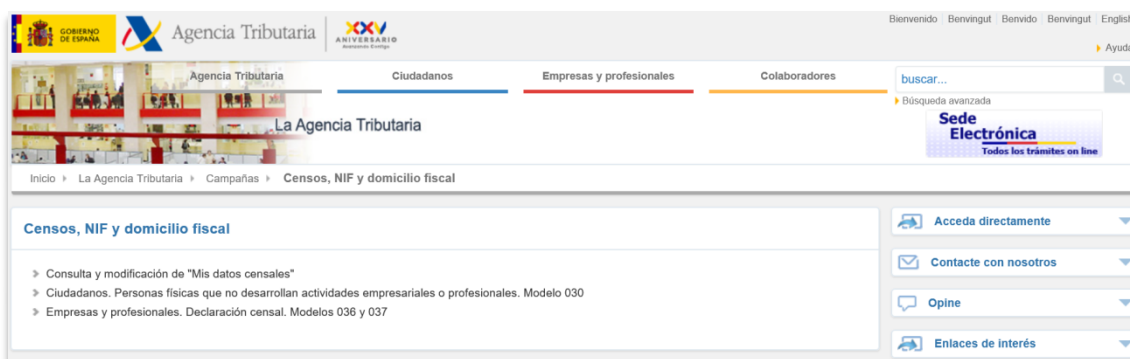 Bienvenido Benvingut Benvido Benvingut English
GOBIERNO
DE ESPAÑA
Agencia Tributaria
XXV
ANIVERSARIO
Ayuda
Agencia Tributaria
Ciudadanos
Empresas y profesionales
Colaboradores
buscar...
Búsqueda avanzada
La Agencia Tributaria
Sede
Electrónica
Todos los trámites on line
Inicio La Agencia Tributaria Campañas Censos, NIF y domicilio fiscal
Censos, NIF y domicilio fiscal
Consulta y modificación de "Mis datos censales"
Ciudadanos. Personas físicas que no desarrollan actividades empresariales o profesionales. Modelo 030
Empresas y profesionales. Declaración censal. Modelos 036 y 037
Acceda directamente
Contacte con nosotros
Opine
Enlaces de interés